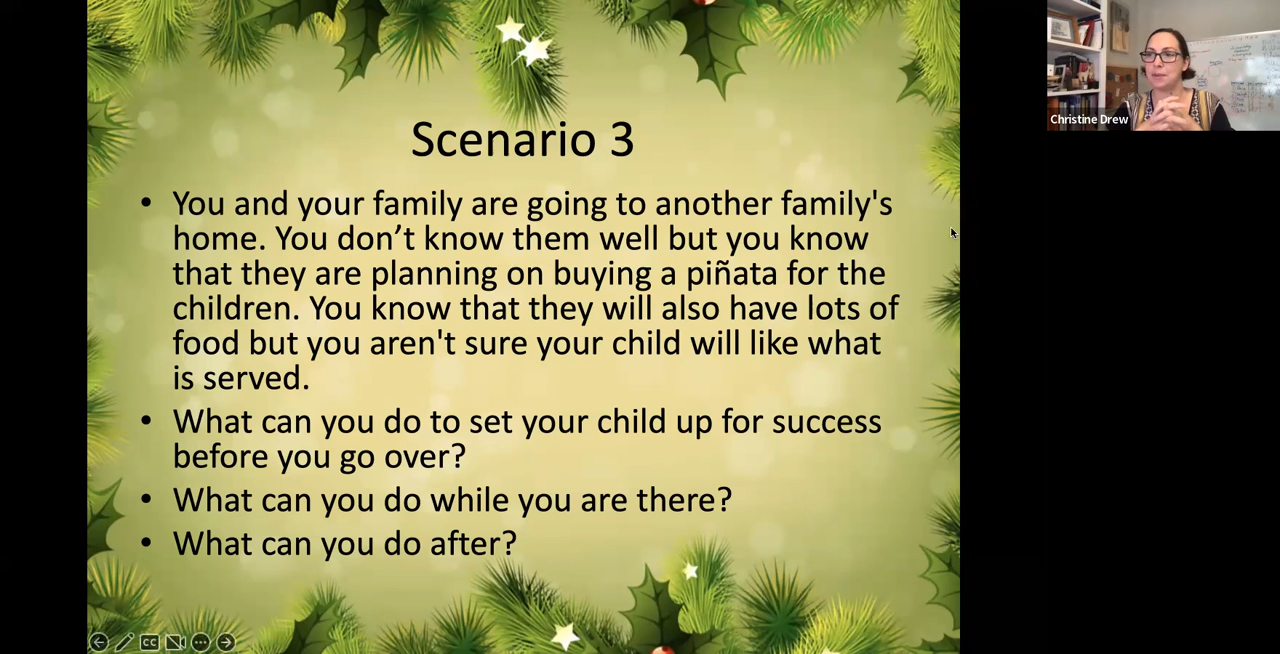 Scenario 3
• You and your family are going to another family's
home. You don’t know them well but you know
that they are planning on buying a piñata for the
children. You know that they will also have lots of
food but you aren't sure your child will like what
is served.
• What can you do to set your child up for success
before you go over?
• What can you do while you are there?
• What can you do after?
CC
Christine Drew